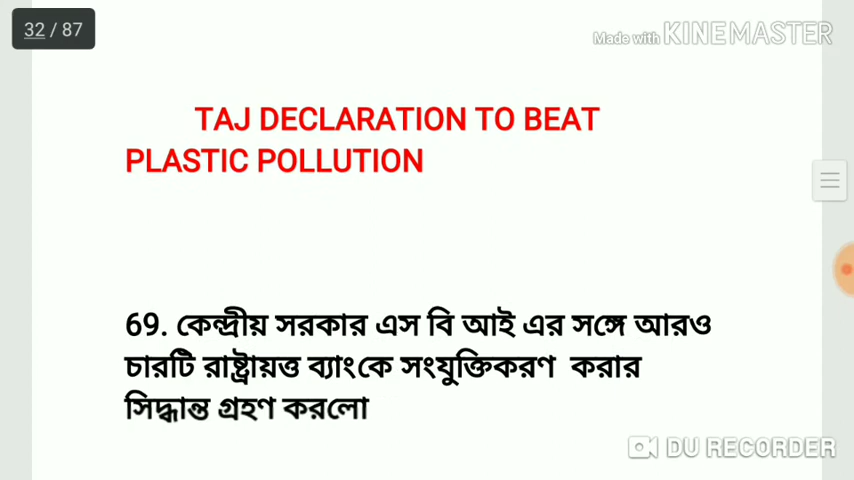 32 / 87
Made with KINEMASTER
TAJ DECLARATION TO BEAT
PLASTIC POLLUTION
69. কেন্দ্রীয় সরকার এস বি আই এর সঙ্গে আরও
চারটি রাষ্ট্রায়ত্ত ব্যাংকে সংযুক্তিকরণ করার
সিদ্ধান্ত গ্রহণ করলো
DU RECORDER